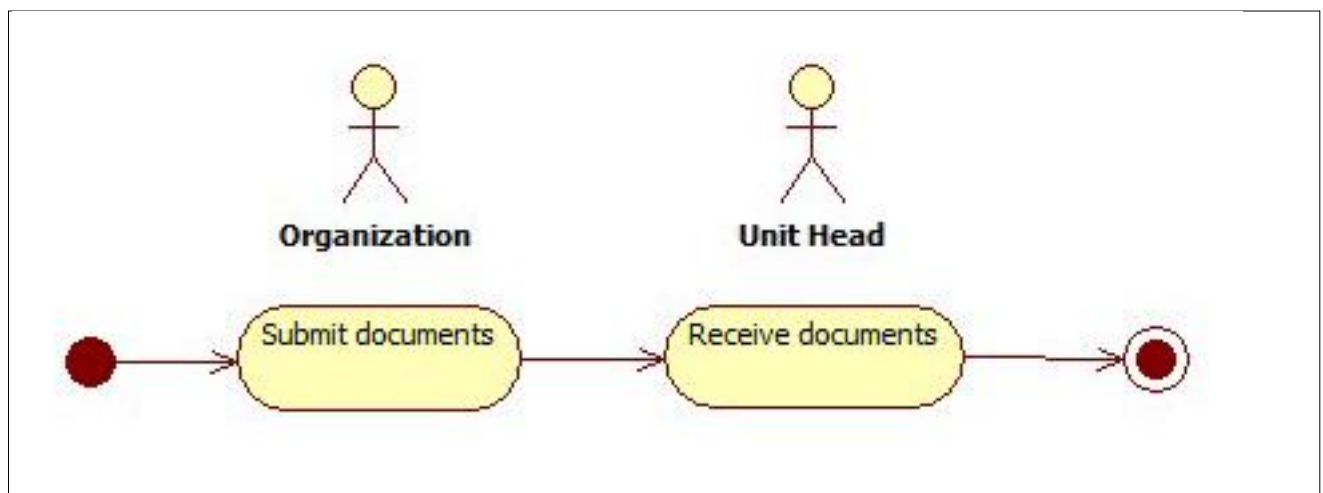 Organization
Unit Head
Submit documents
Receive documents